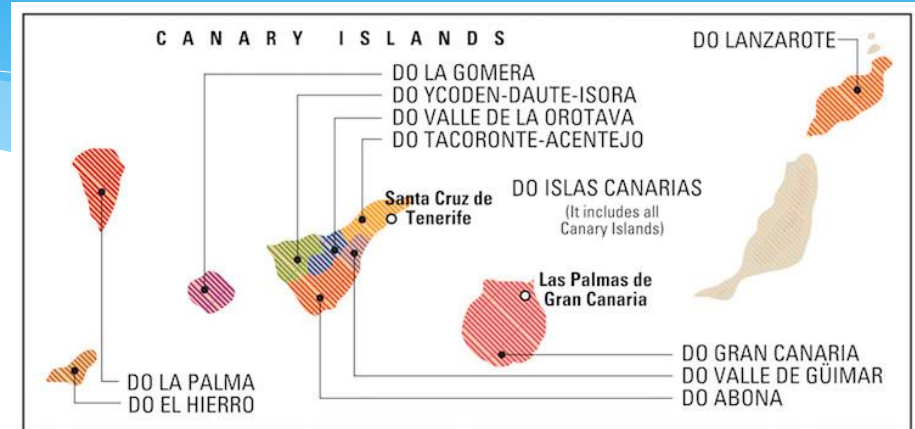 CANARY ISLANDS
DO LANZAROTE
DO LA GOMERA
DO YCODEN-DAUTE-ISORA
DO VALLE DE LA OROTAVA
DO TACORONTE-ACENTEJO
DO ISLAS CANARIAS
(It includes all
Canary Islands)
Santa Cruz de
Tenerife
Las Palmas de
Gran Canaria
DO GRAN CANARIA
DO VALLE DE GÜIMAR
DO ABONA
DO LA PALMA
DO EL HIERRO